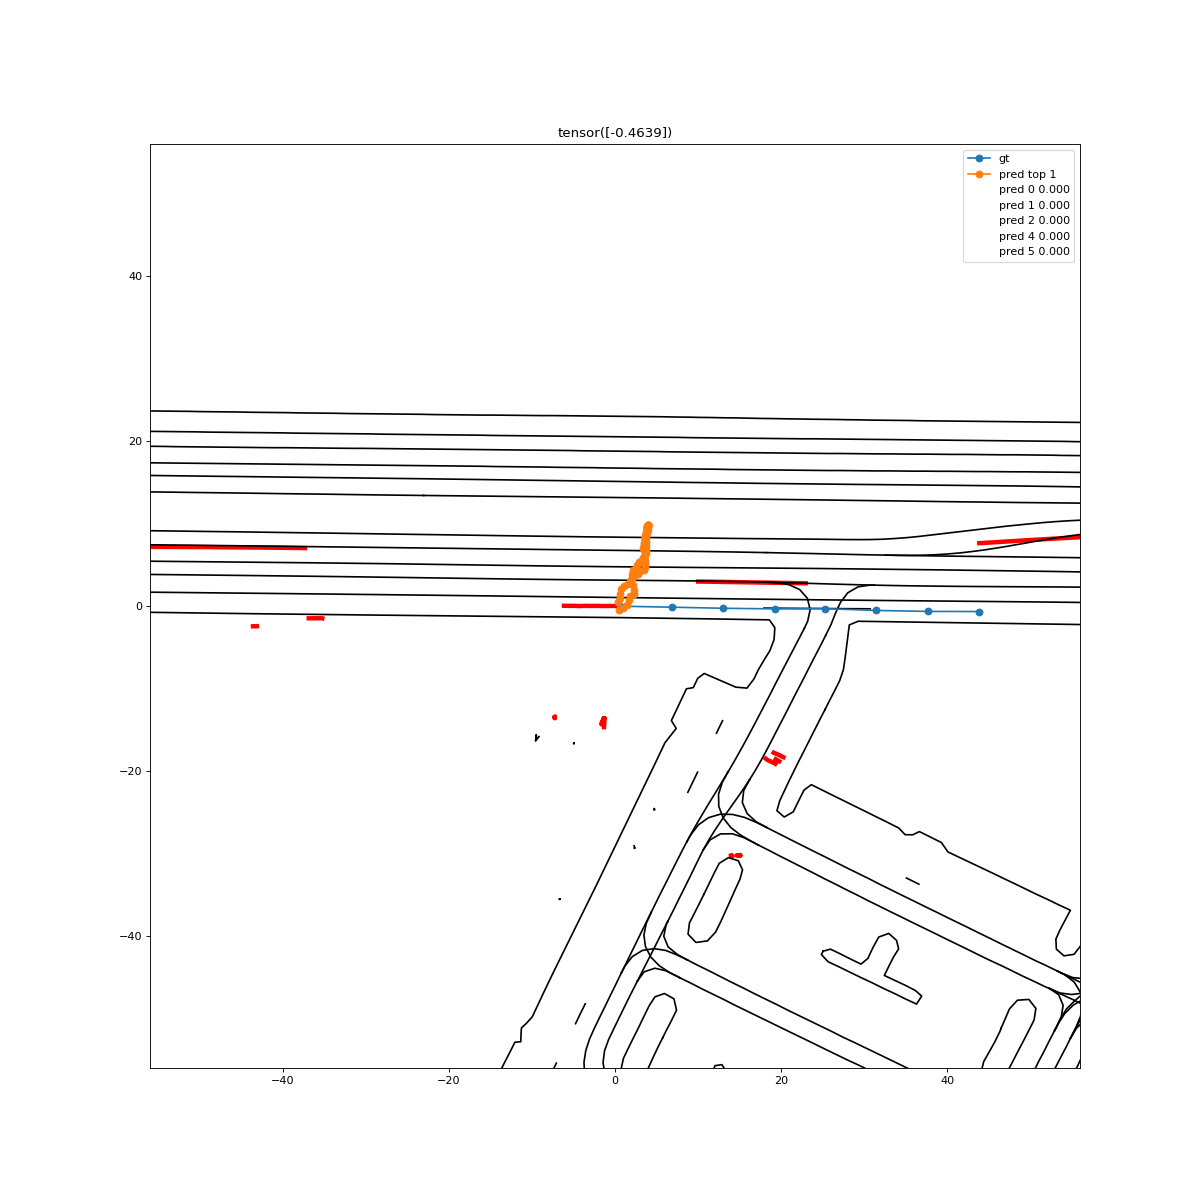 tensor([-0.4639])
gt
pred top 1
pred 0 0.000
pred 1 0.000
pred 2 0.000
pred 4 0.000
pred 5 0.000
40
20
0
−20
−40
−40 −20 0 20 40